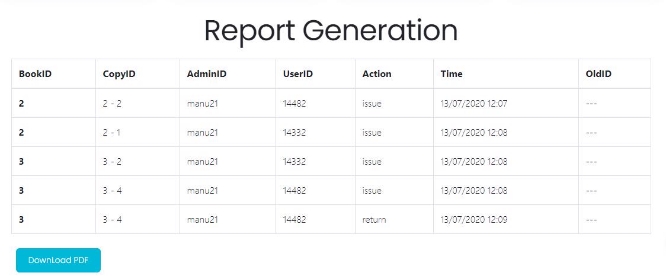 Report Generation
BookID CopyID AdminID UserID Action Time OldID
2 2 - 2 manu21 14482 issue 13/07/2020 12:07 ---
2 2 - 1 manu21 14332 issue 13/07/2020 12:08 ---
3 3 - 2 manu21 14332 issue 13/07/2020 12:08 ---
3 3 - 4 manu21 14482 issue 13/07/2020 12:08 ---
3 3 - 4 manu21 14482 return 13/07/2020 12:09 ---
Download PDF